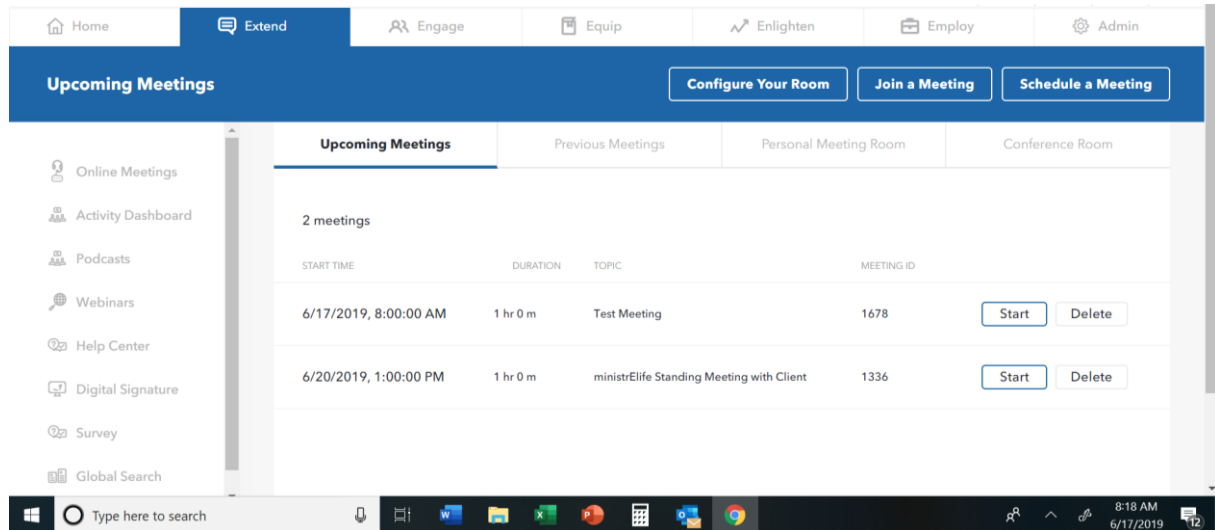 Home Extend Engage Equip Enlighten Employ Admin
Upcoming Meetings Configure Your Room Join a Meeting Schedule a Meeting
Upcoming Meetings Previous Meetings Personal Meeting Room Conference Room
Online Meetings
Activity Dashboard
Podcasts
Webinars
Help Center
Digital Signature
Survey
Global Search
2 meetings
START TIME DURATION TOPIC MEETING ID
6/17/2019, 8:00:00 AM 1 hr 0 m Test Meeting 1678 Start Delete
6/20/2019, 1:00:00 PM 1 hr 0 m ministrElife Standing Meeting with Client 1336 Start Delete
Type here to search
8:18 AM
6/17/2019
12